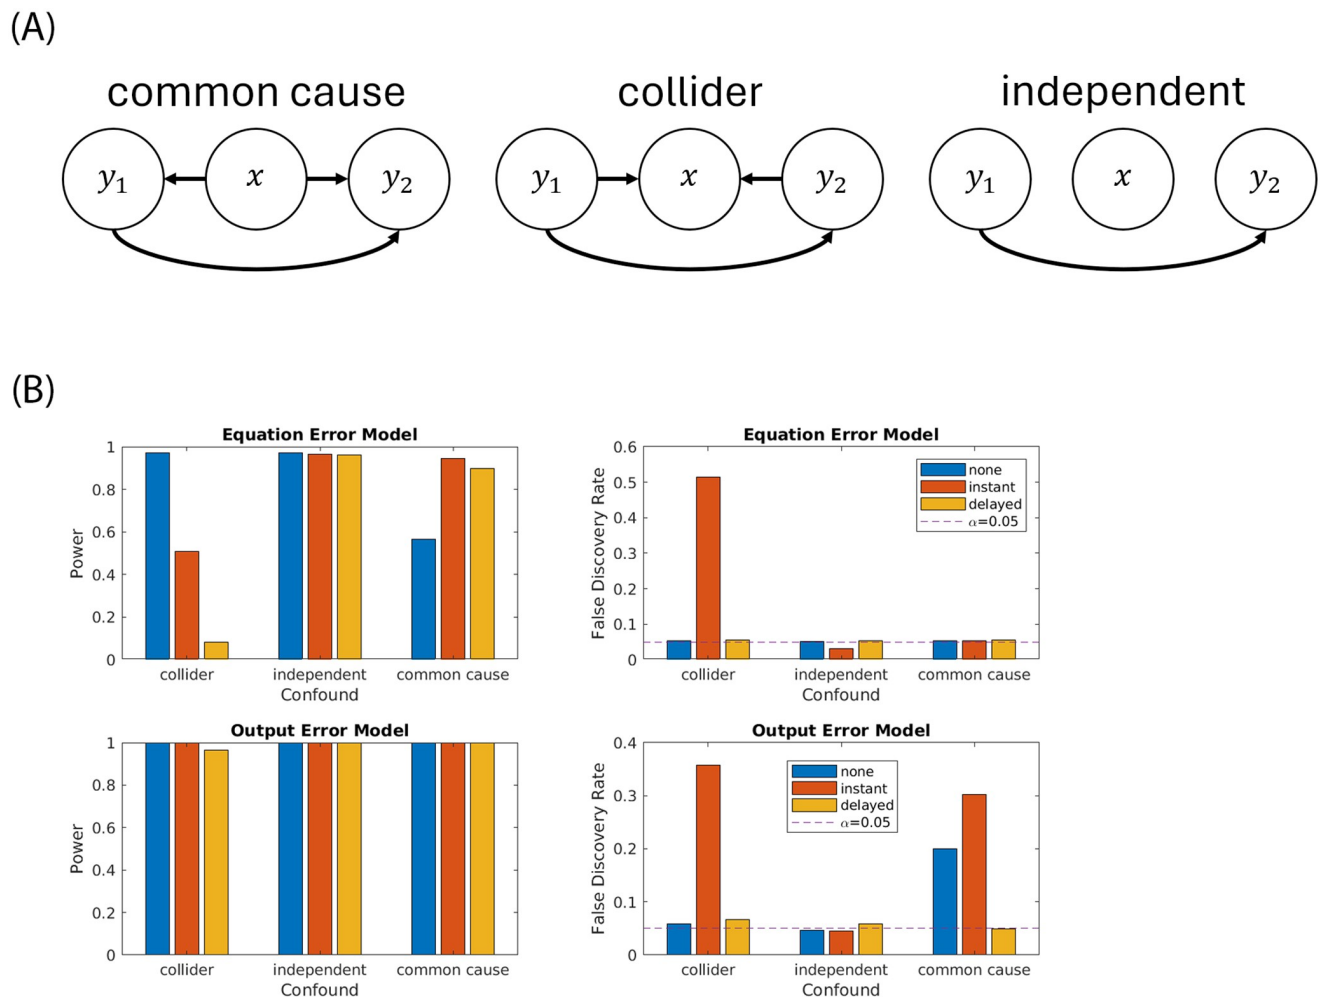 (A)
common cause
collider
independent
y₁ x y₂
y₁ x y₂
y₁ x y₂
(B)
Equation Error Model
Power
1
0.8
0.6
0.4
0.2
0
collider independent common cause
Confound
Equation Error Model
False Discovery Rate
0.6
0.5
0.4
0.3
0.2
0.1
0
none
instant
delayed
α=0.05
collider independent common cause
Confound
Output Error Model
Power
1
0.8
0.6
0.4
0.2
0
collider independent common cause
Confound
Output Error Model
False Discovery Rate
0.4
0.3
0.2
0.1
0
none
instant
delayed
α=0.05
collider independent common cause
Confound